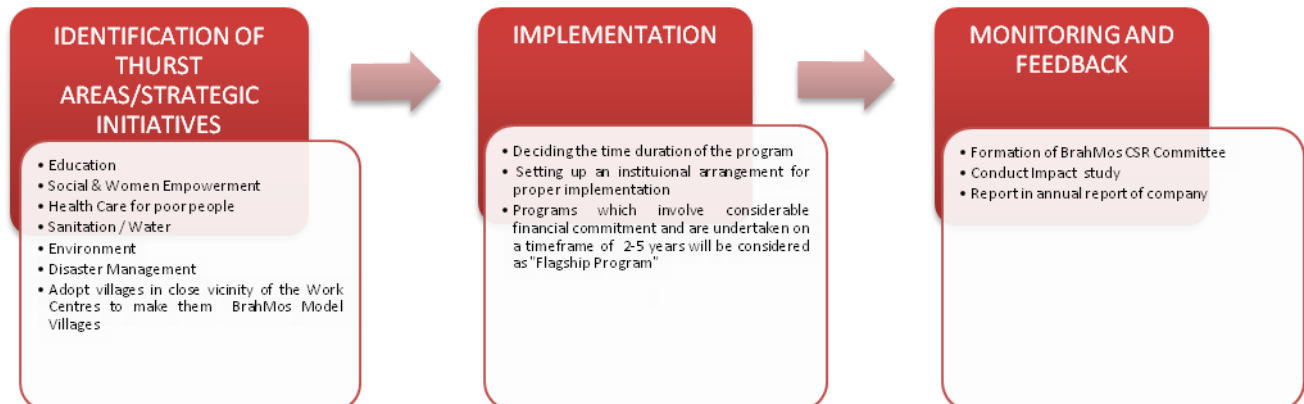 IDENTIFICATION OF
THURST
AREAS/STRATEGIC
INITIATIVES
• Education
• Social & Women Empowerment
• Health Care for poor people
• Sanitation / Water
• Environment
• Disaster Management
• Adopt villages in close vicinity of the Work
Centres to make them BrahMos Model
Villages
IMPLEMENTATION
• Deciding the time duration of the program
• Setting up an instituional arrangement for
proper implementation
• Programs which involve considerable
financial commitment and are undertaken on
a timeframe of 2-5 years will be considered
as "Flagship Program"
MONITORING AND
FEEDBACK
• Formation of BrahMos CSR Committee
• Conduct Impact study
• Report in annual report of company